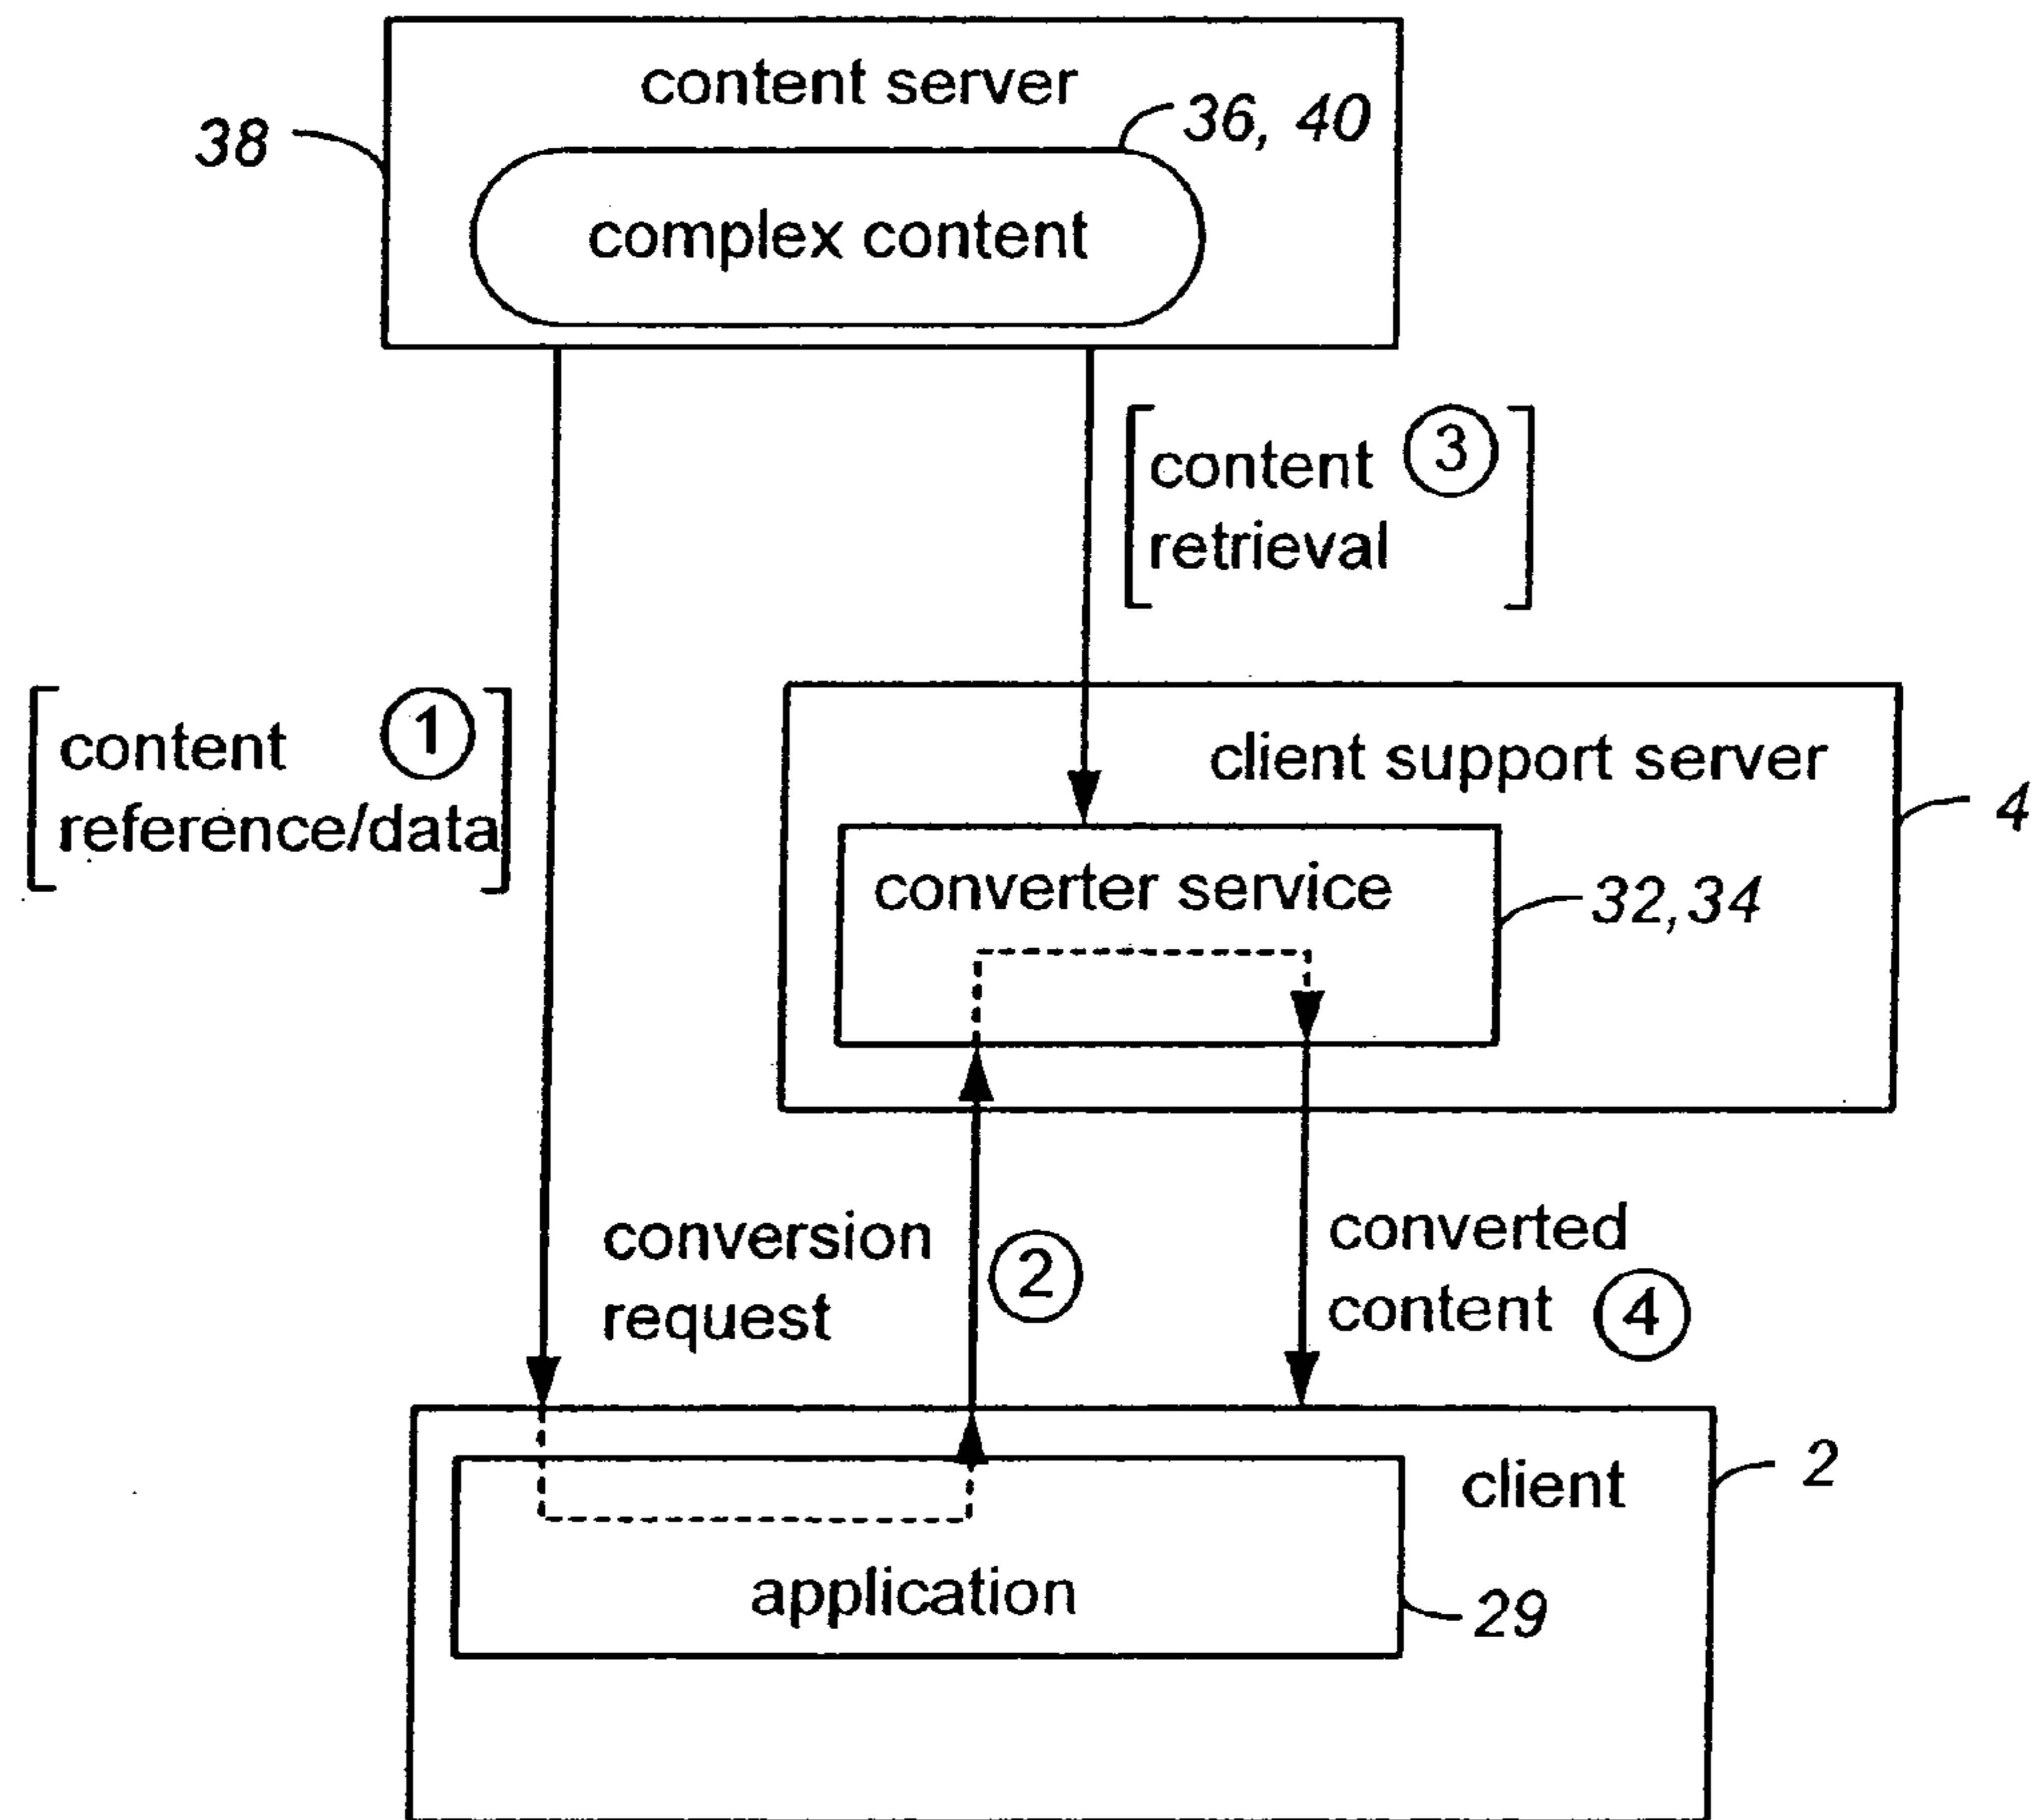 content server
38
36, 40
complex content
content ③
retrieval
content ①
reference/data
client support server
4
converter service
32,34
conversion
request
②
converted
content ④
client
2
application
29